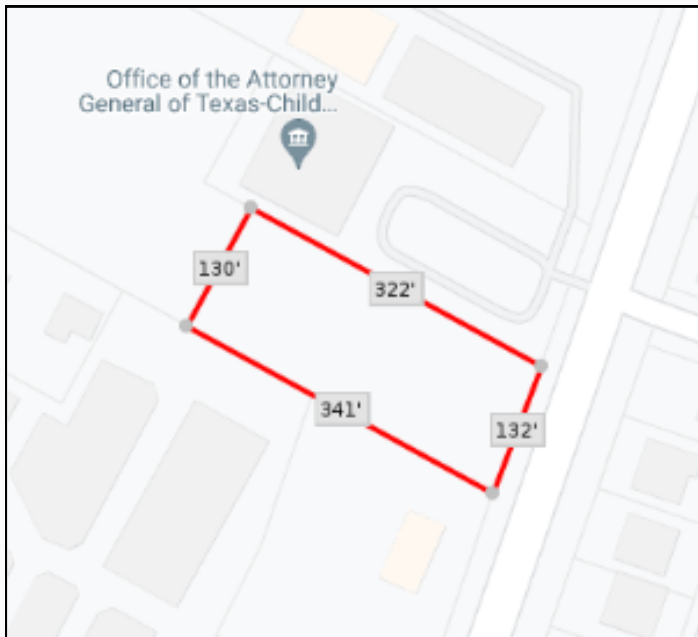 Office of the Attorney
General of Texas-Child...
130'
322'
341'
132'